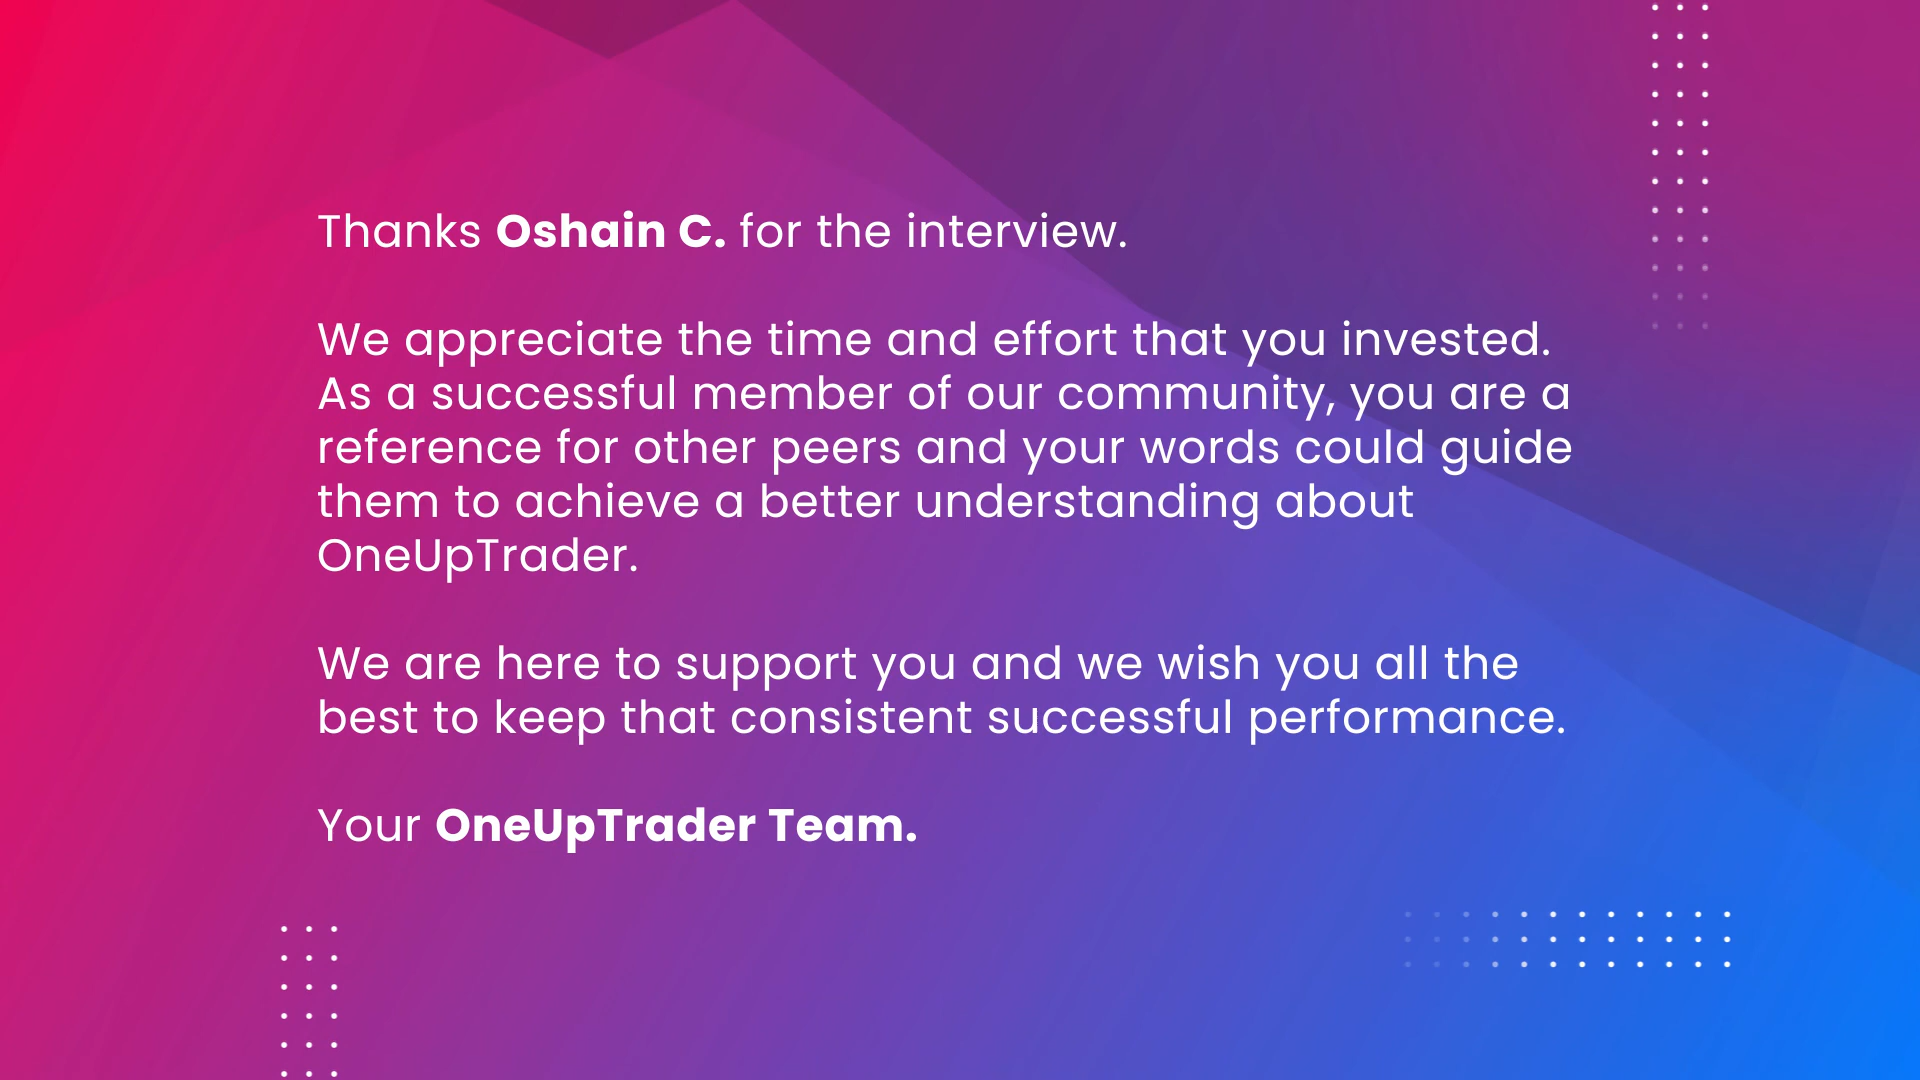 Thanks Oshain C. for the interview.
We appreciate the time and effort that you invested.
As a successful member of our community, you are a
reference for other peers and your words could guide
them to achieve a better understanding about
OneUpTrader.
We are here to support you and we wish you all the
best to keep that consistent successful performance.
Your OneUpTrader Team.